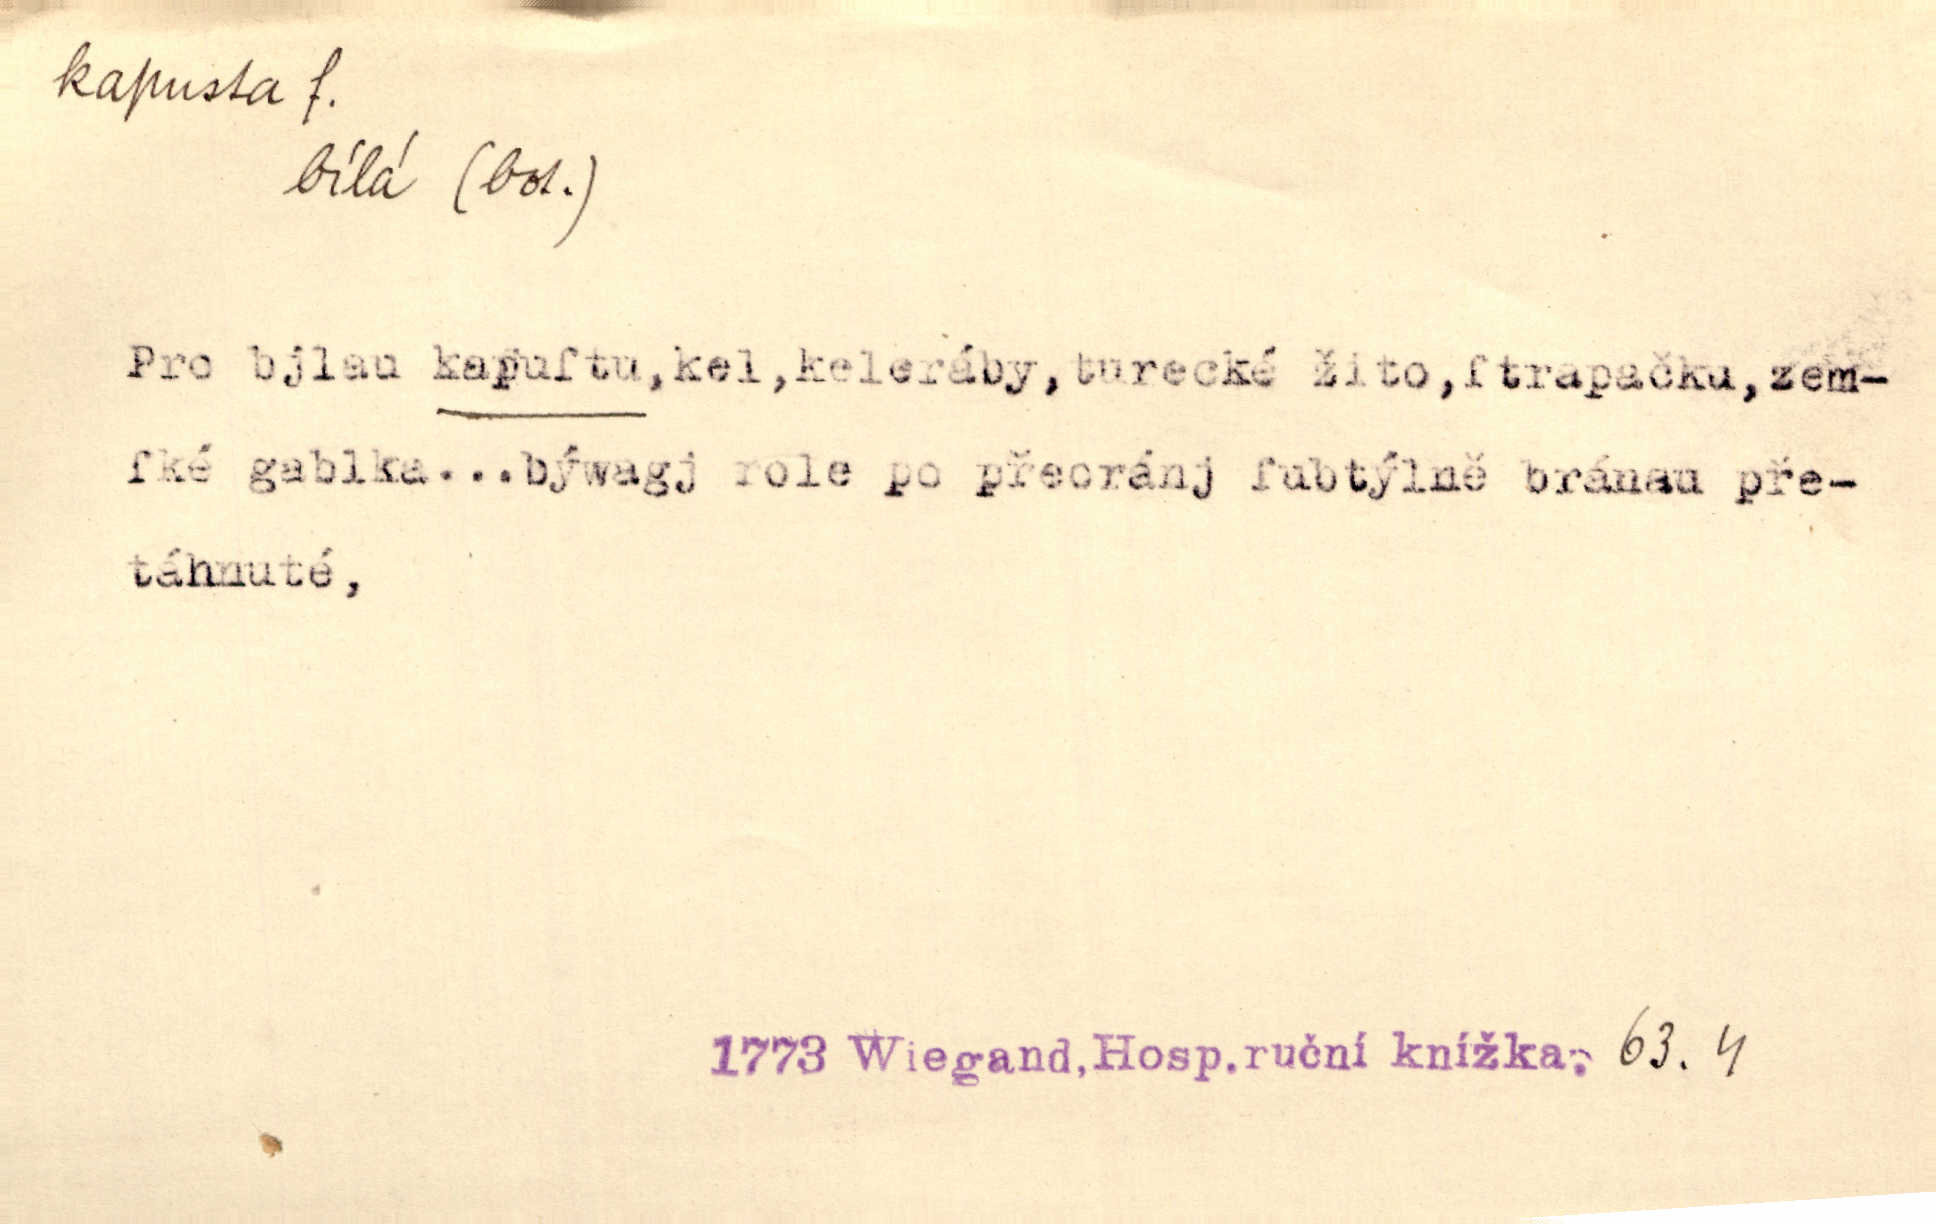 kapusta f.
bílá (bot.)
Pro bjlau kapuſtu,kel,keleráby,turecké žito,ſtrapačku,zem-
ſké gablka...býwagj role po přeoránj ſubtýlně bránau pře-
táhnuté,
1773 Wiegand,Hosp.ruční knížka, 63. 4